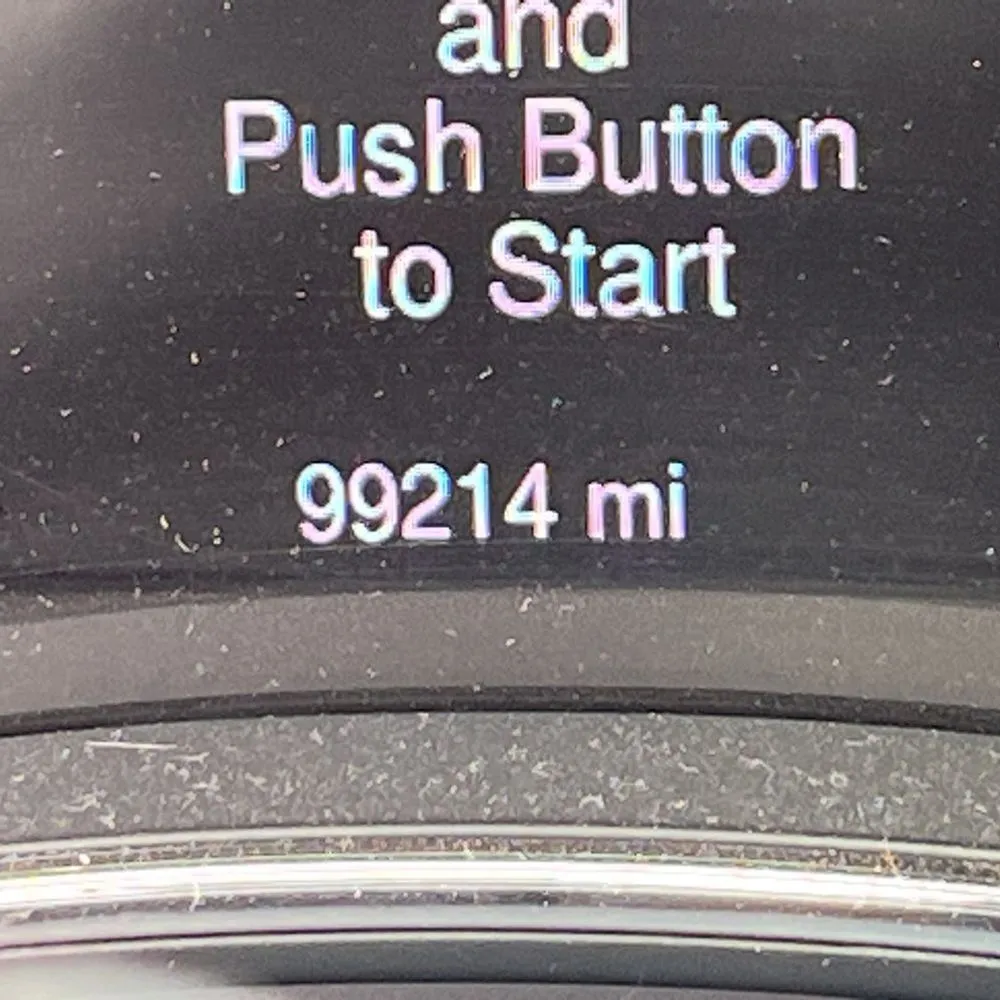 and
Push Button
to Start
99214 mi